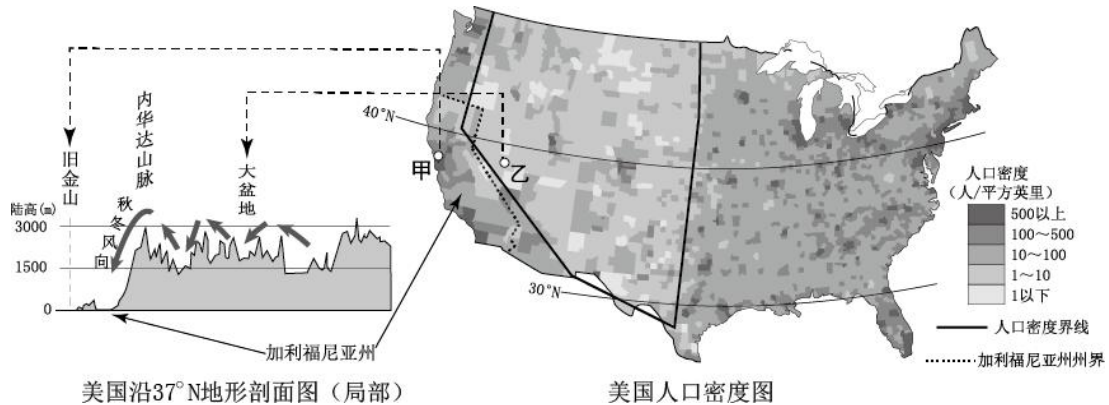 内华达山脉
旧金山
大盆地
陆高(m)
秋冬风向
3000
1500
0
加利福尼亚州
美国沿37°N地形剖面图(局部)
40°N
30°N
甲
乙
人口密度
(人/平方英里)
500以上
100~500
10~100
1~10
1以下
人口密度界线
加利福尼亚州州界
美国人口密度图